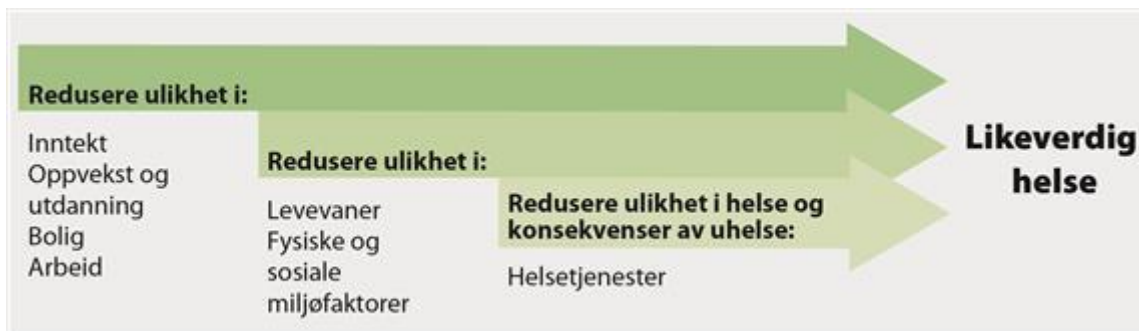 Redusere ulikhet i:
Inntekt
Oppvekst og
utdanning
Bolig
Arbeid
Redusere ulikhet i:
Levevaner
Fysiske og
sosiale
miljøfaktorer
Redusere ulikhet i helse og
konsekvenser av uhelse:
Helsetjenester
Likeverdig
helse